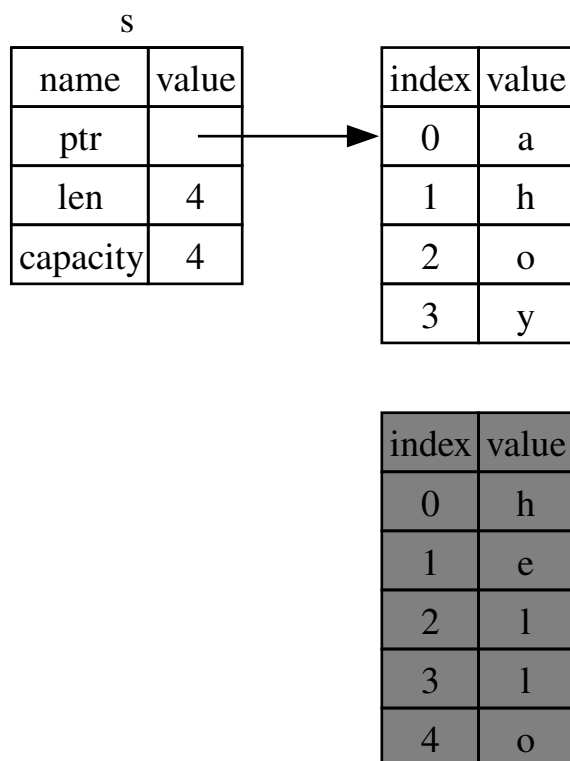 s
name value
ptr
len 4
capacity 4
index value
0 a
1 h
2 o
3 y
index value
0 h
1 e
2 l
3 l
4 o